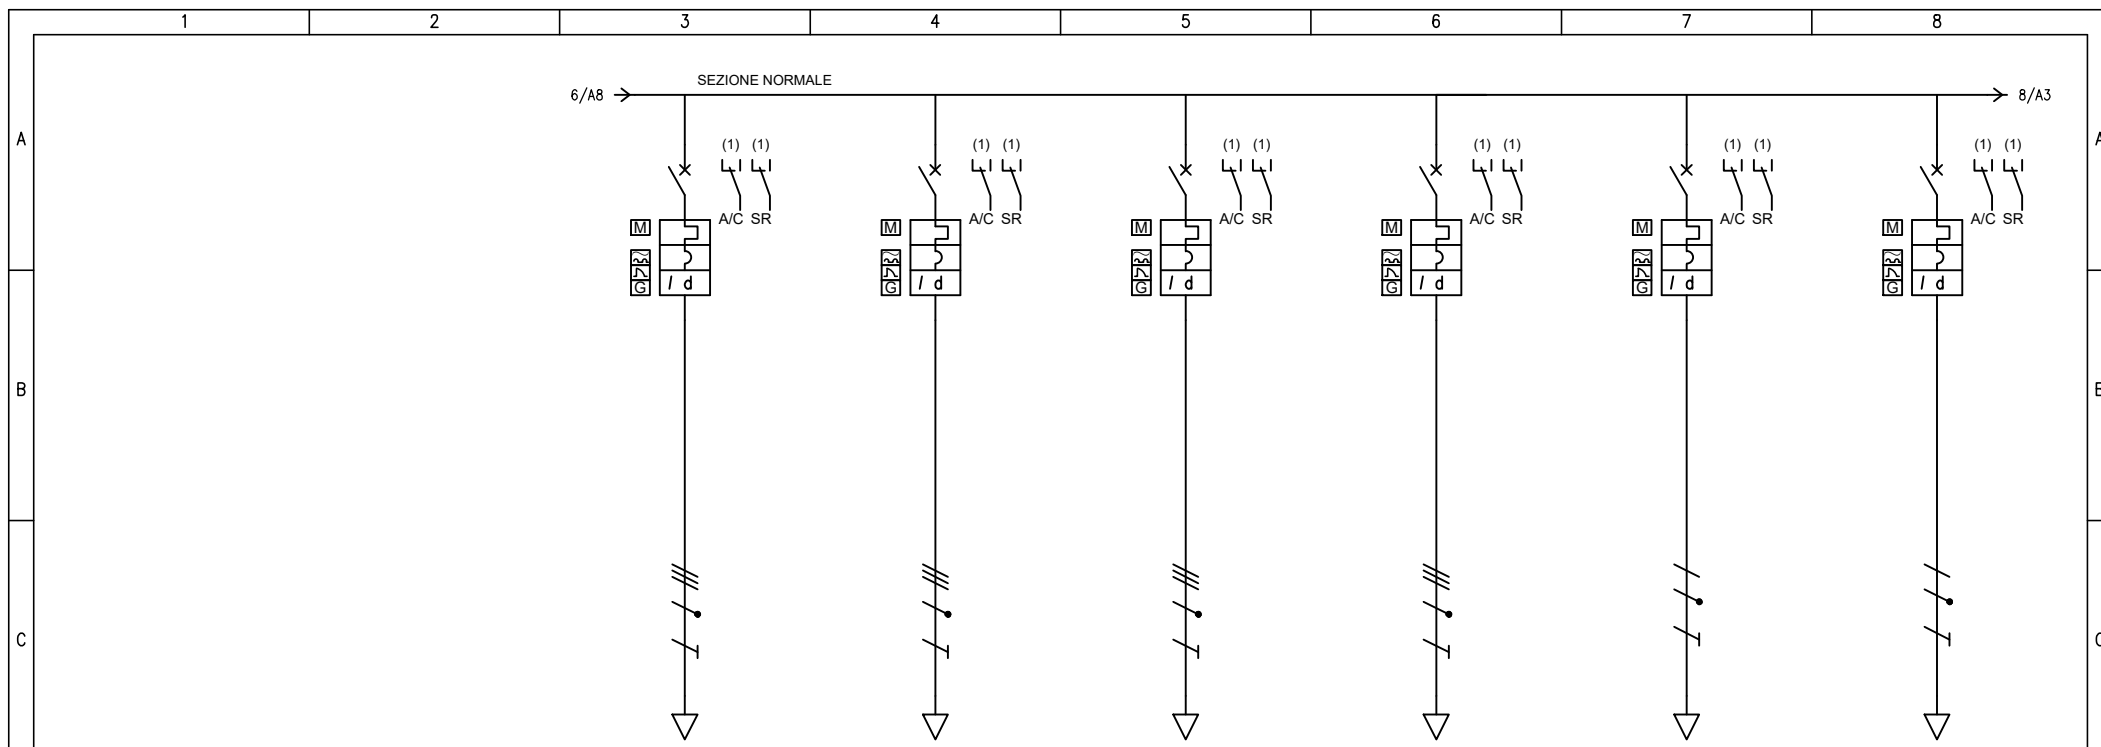 1 2 3 4 5 6 7 8
SEZIONE NORMALE
6/A8 8/A3
A A
(1) (1) (1) (1) (1) (1) (1) (1) (1) (1) (1) (1)
A/C SR A/C SR A/C SR A/C SR A/C SR A/C SR
M M M M M M
G I d G I d G I d G I d G I d G I d
B B
C C